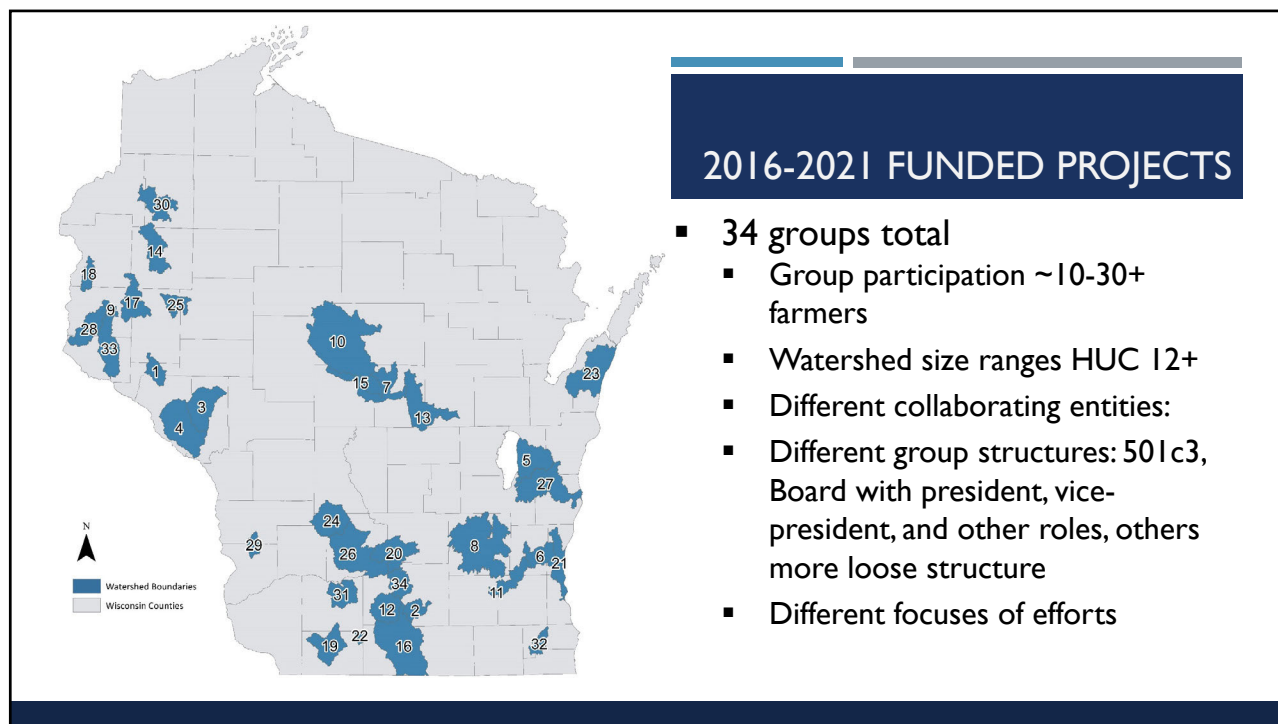 30
14
18
17
25
9
28
33
1
3
4
10
15
7
13
23
5
27
24
29
26
20
8
6
21
11
34
31
12
2
22
19
16
32
N
Watershed Boundaries
Wisconsin Counties
2016-2021 FUNDED PROJECTS
▪ 34 groups total
▪ Group participation ~10-30+
farmers
▪ Watershed size ranges HUC 12+
▪ Different collaborating entities:
▪ Different group structures: 501c3,
Board with president, vice-
president, and other roles, others
more loose structure
▪ Different focuses of efforts